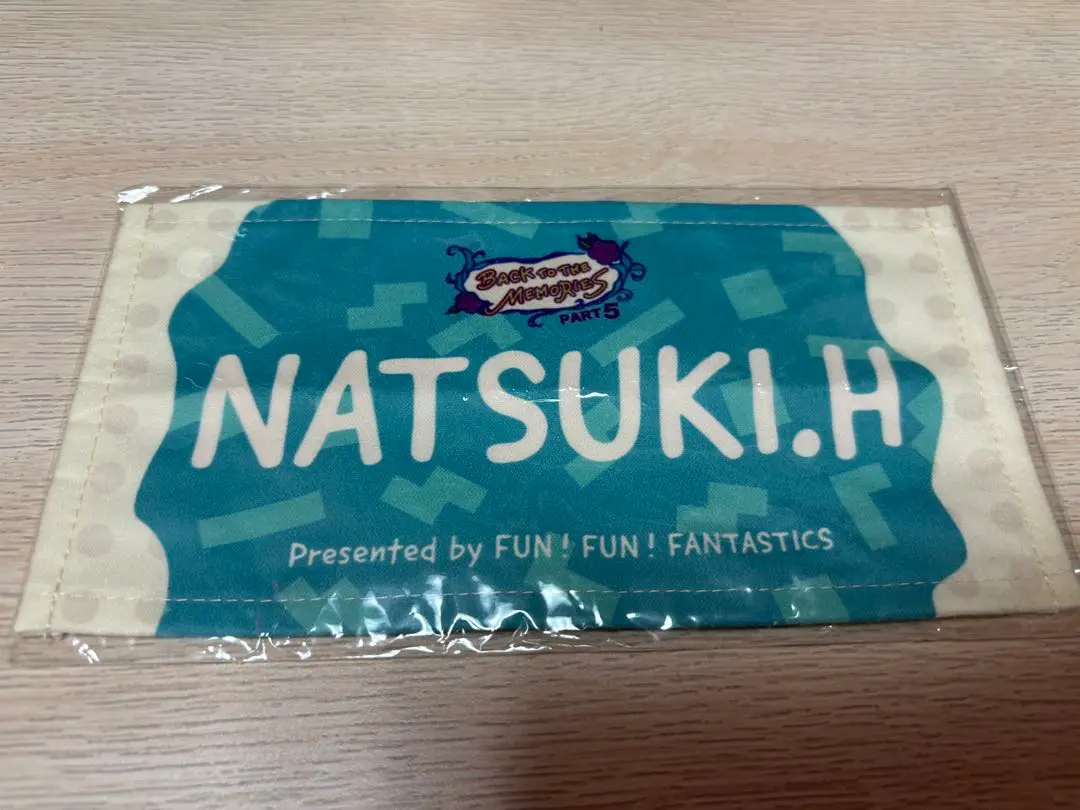 BACK TO THE
MEMORIES
PART 5
NATSUKI.H
Presented by FUN! FUN! FANTASTICS